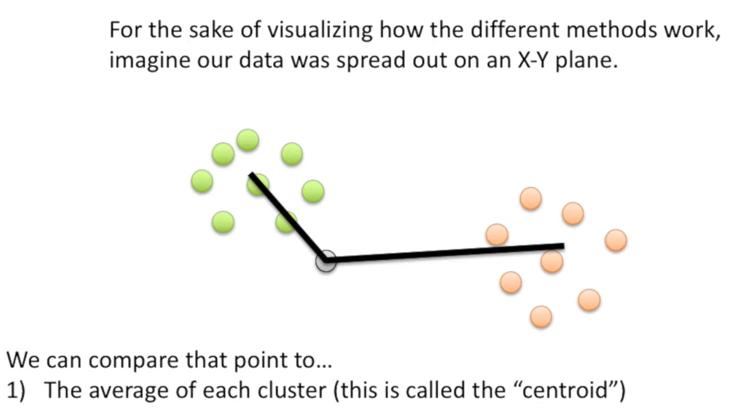 For the sake of visualizing how the different methods work,
imagine our data was spread out on an X-Y plane.
We can compare that point to...
1) The average of each cluster (this is called the “centroid”)